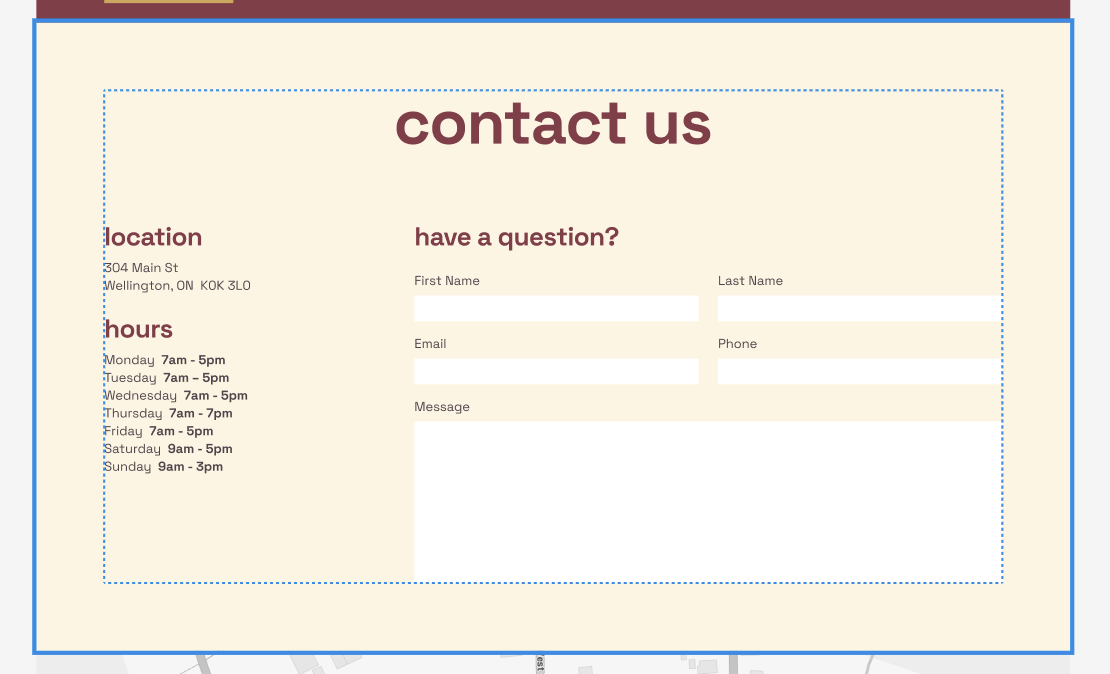 contact us
location
304 Main St
Wellington, ON  K0K 3L0
hours
Monday  7am - 5pm
Tuesday  7am – 5pm
Wednesday  7am - 5pm
Thursday  7am - 7pm
Friday  7am - 5pm
Saturday  9am - 5pm
Sunday  9am - 3pm
have a question?
First Name
Last Name
Email
Phone
Message